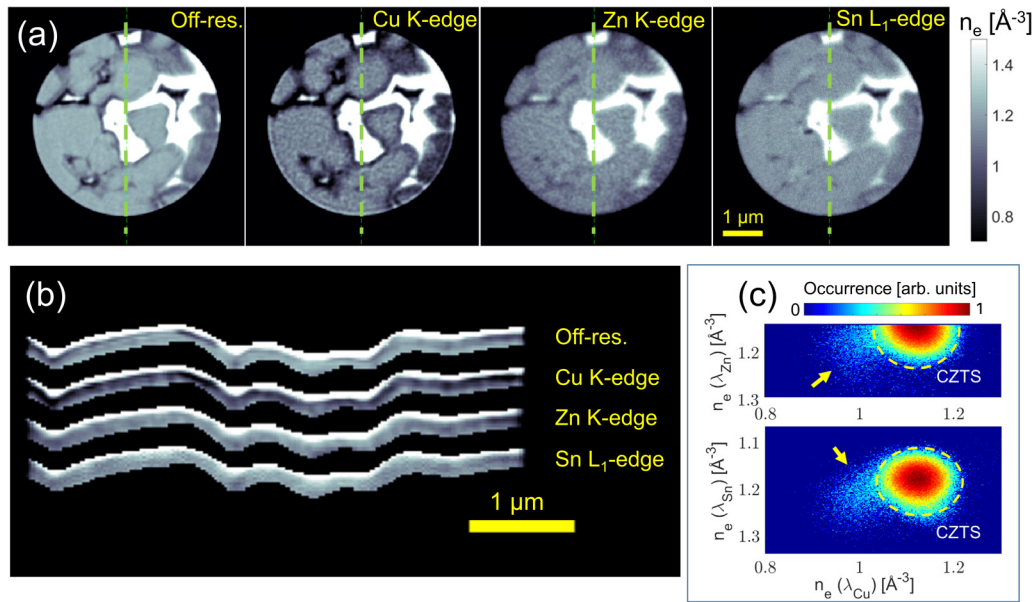 (a)
Off-res.
Cu K-edge
Zn K-edge
Sn L₁-edge
nₑ [Å⁻³]
1.4
1.2
1
0.8
1 µm
(b)
Off-res.
Cu K-edge
Zn K-edge
Sn L₁-edge
1 µm
(c)
Occurrence [arb. units]
0
1
nₑ (λ_Zn) [Å⁻³]
1.2
1.3
CZTS
0.8
1
1.2
nₑ (λ_Sn) [Å⁻³]
1.1
1.2
1.3
CZTS
0.8
1
1.2
nₑ (λ_Cu) [Å⁻³]